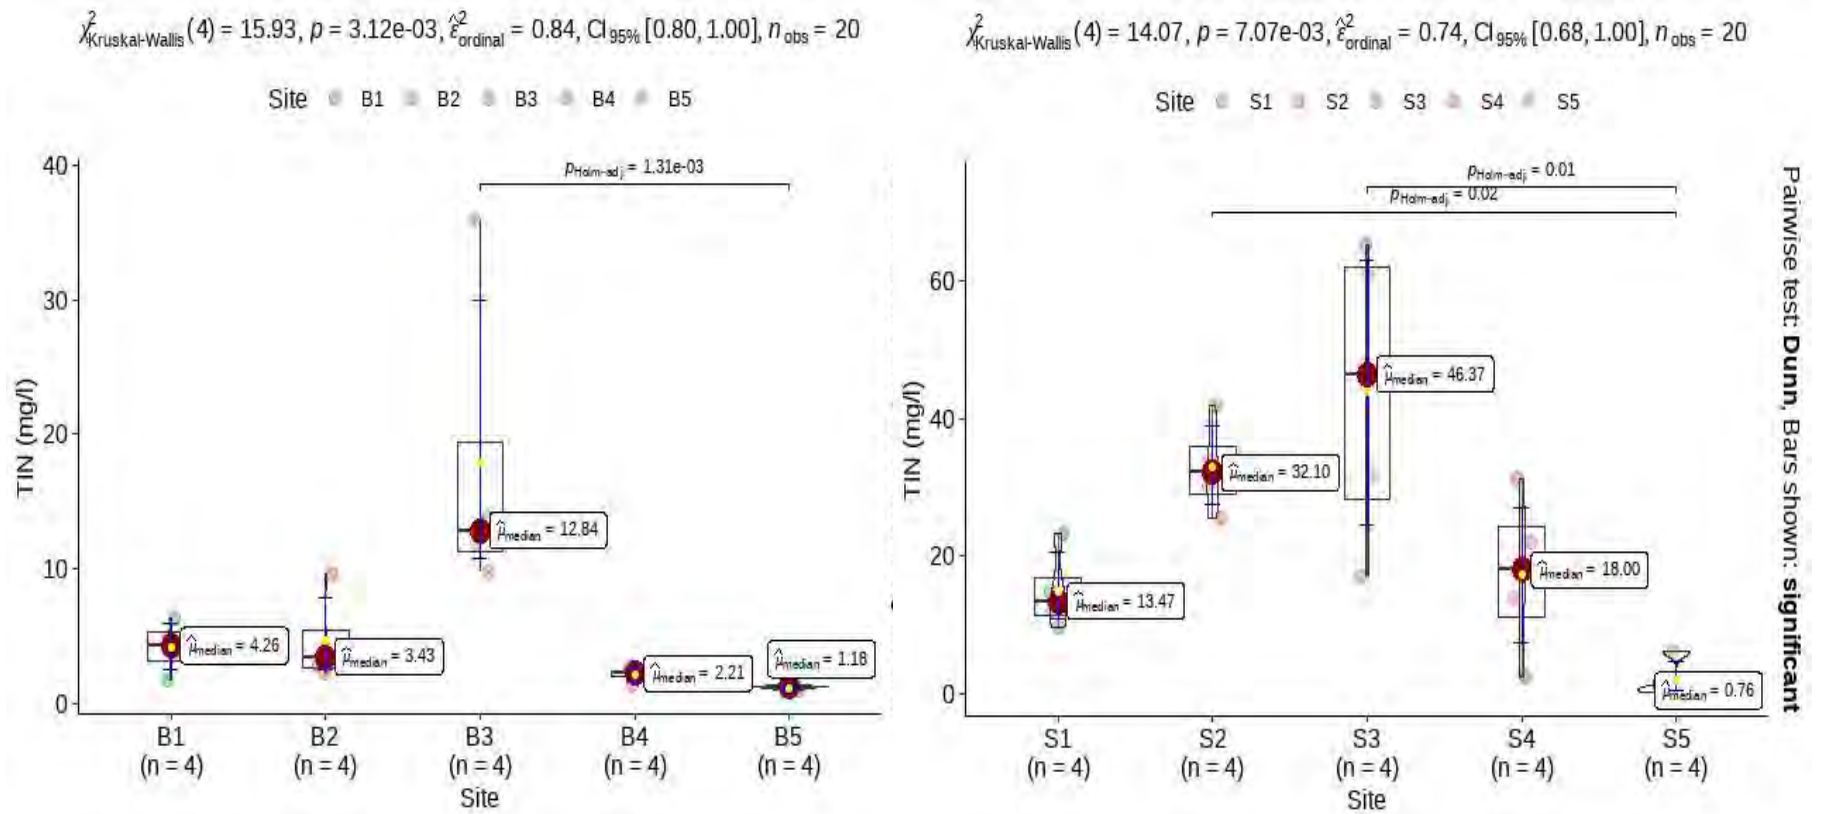 χ²Kruskal-Wallis(4) = 15.93, p = 3.12e-03, ε̂²ordinal = 0.84, CI95% [0.80, 1.00], nobs = 20
Site B1 B2 B3 B4 B5
pHolm-adj. = 1.31e-03
TIN (mg/l)
40
30
20
10
0
μ̂median = 4.26
μ̂median = 3.43
μ̂median = 12.84
μ̂median = 2.21
μ̂median = 1.18
B1 B2 B3 B4 B5
(n = 4) (n = 4) (n = 4) (n = 4) (n = 4)
Site
χ²Kruskal-Wallis(4) = 14.07, p = 7.07e-03, ε̂²ordinal = 0.74, CI95% [0.68, 1.00], nobs = 20
Site S1 S2 S3 S4 S5
pHolm-adj. = 0.01
pHolm-adj. = 0.02
TIN (mg/l)
60
40
20
0
μ̂median = 13.47
μ̂median = 32.10
μ̂median = 46.37
μ̂median = 18.00
μ̂median = 0.76
S1 S2 S3 S4 S5
(n = 4) (n = 4) (n = 4) (n = 4) (n = 4)
Site
Pairwise test: Dunn, Bars shown: significant